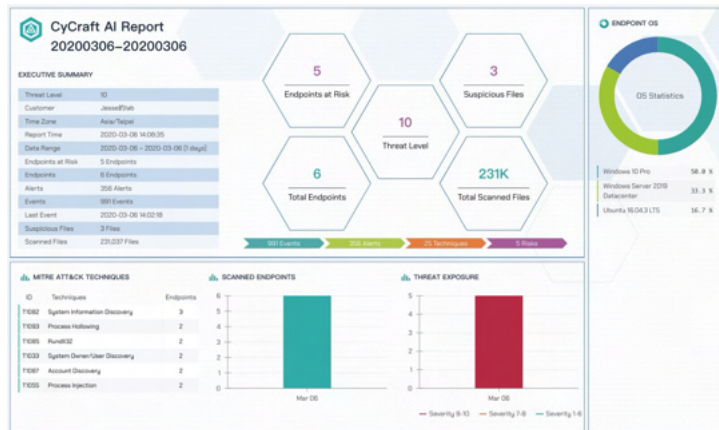 CyCraft AI Report
20200306–20200306
EXECUTIVE SUMMARY
Threat Level 10
Customer
Time Zone Asia/Taipei
Report Time 2020-03-06 14:08:35
Data Range 2020-03-06 ~ 2020-03-06 (1 days)
Endpoints at Risk 5 Endpoints
Endpoints 6 Endpoints
Alerts 356 Alerts
Events 991 Events
Last Event 2020-03-06 14:02:18
Suspicious Files 3 Files
Scanned Files 231,037 Files
5
Endpoints at Risk
3
Suspicious Files
10
Threat Level
6
Total Endpoints
231K
Total Scanned Files
991 Events 356 Alerts 25 Techniques 5 Risks
ENDPOINT OS
OS Statistics
Windows 10 Pro 50.0 %
Windows Server 2019
Datacenter 33.3 %
Ubuntu 16.04.3 LTS 16.7 %
MITRE ATT&CK TECHNIQUES
ID Techniques Endpoints
T1082 System Information Discovery 3
T1093 Process Hollowing 2
T1085 Rundll32 2
T1033 System Owner/User Discovery 2
T1087 Account Discovery 2
T1055 Process Injection 2
SCANNED ENDPOINTS
6
5
4
3
2
1
0
Mar 06
THREAT EXPOSURE
5
4
3
2
1
0
Mar 06
Severity 9-10 Severity 7-8 Severity 1-6